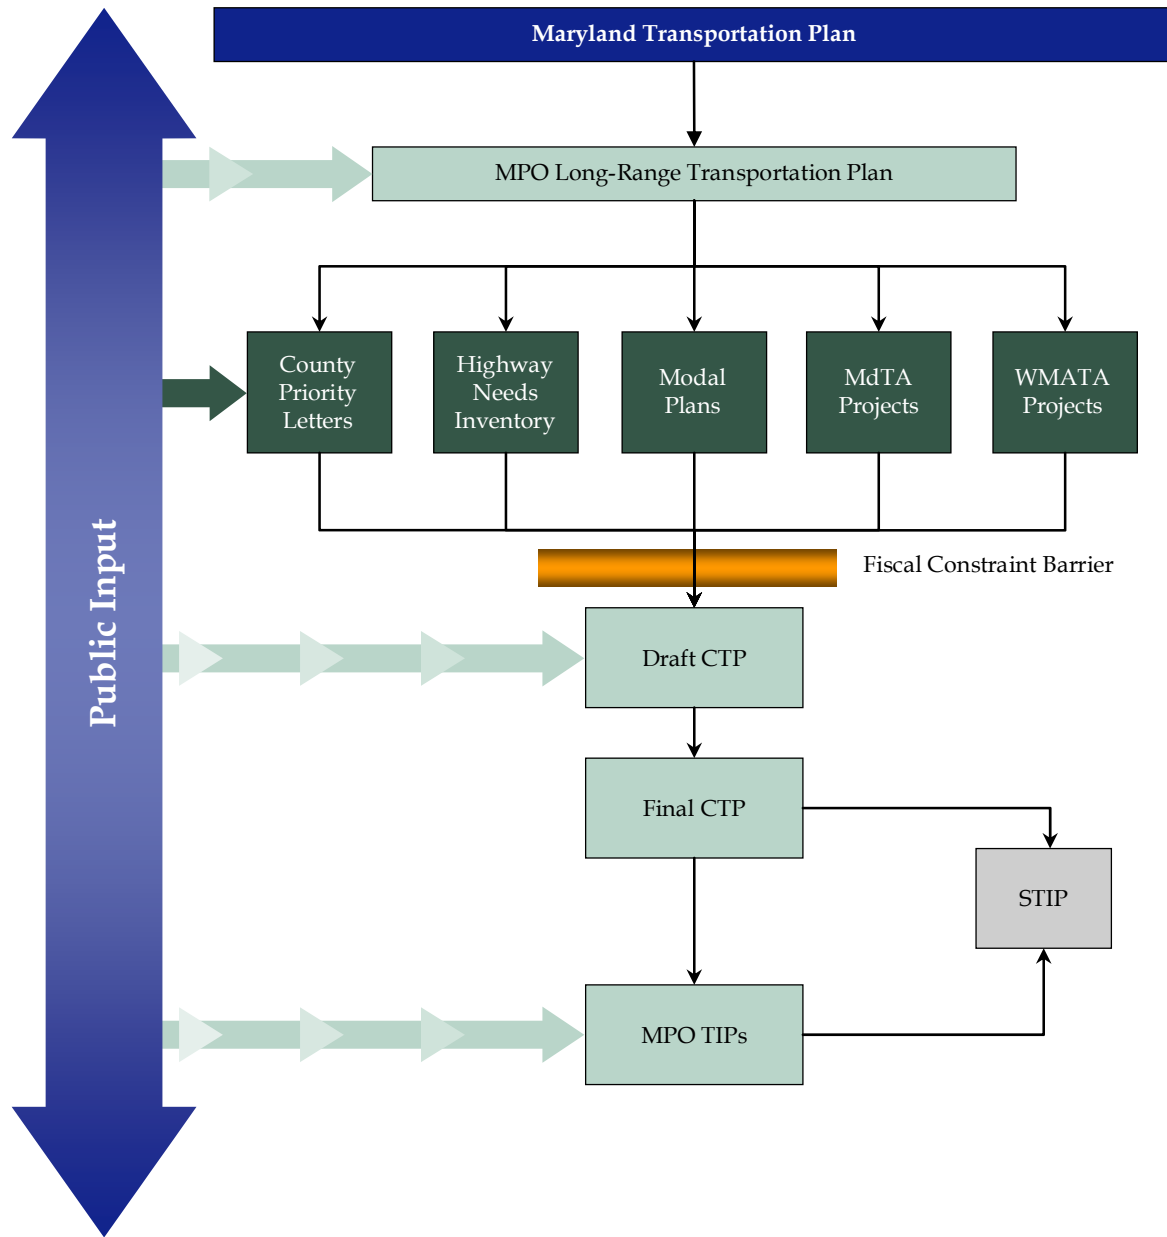 Maryland Transportation Plan
MPO Long-Range Transportation Plan
County
Priority
Letters
Highway
Needs
Inventory
Modal
Plans
MdTA
Projects
WMATA
Projects
Fiscal Constraint Barrier
Public Input
Draft CTP
Final CTP
STIP
MPO TIPs